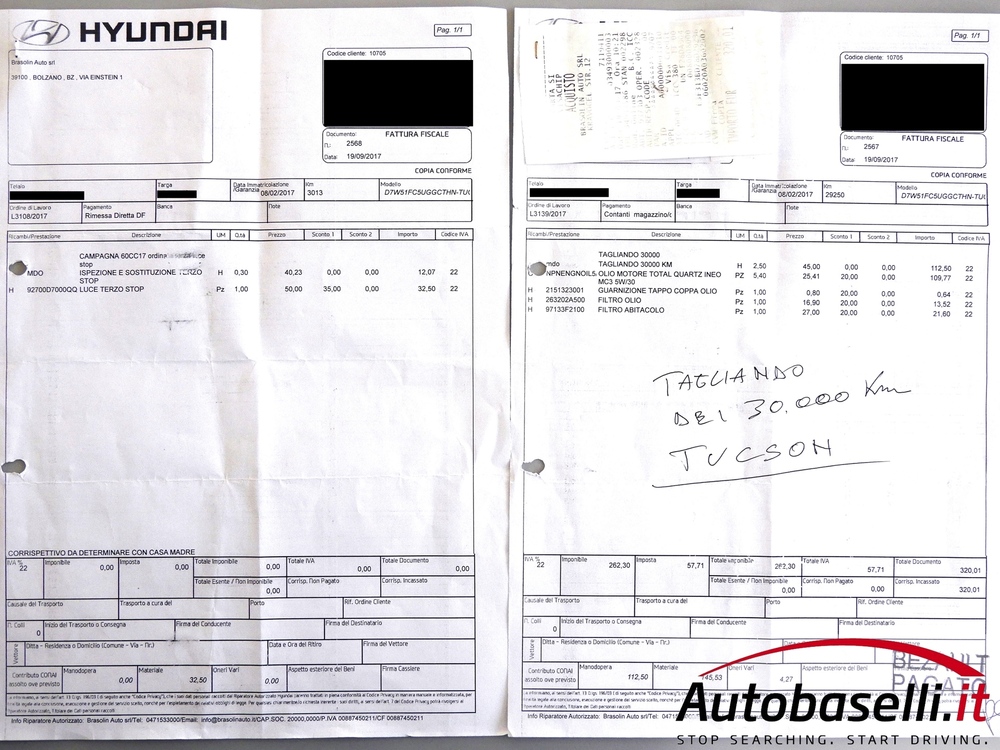 HYUNDAI
Pag. 1/1
Brasolin Auto srl
39100 , BOLZANO , BZ , VIA EINSTEIN 1
Codice cliente: 10705
Documento: FATTURA FISCALE
n.: 2568
Data: 19/09/2017
COPIA CONFORME
Telaio Targa Data Immatricolazione /Garanzia 08/02/2017 Km 3013 Modello D7W51FC5UGGCTHN-TU
Ordine di Lavoro L3108/2017 Pagamento Rimessa Diretta DF Banca Note
Ricambi/Prestazione Descrizione UM Q.tà Prezzo Sconto 1 Sconto 2 Importo Codice IVA
CAMPAGNA 60CC17
stop
MDO ISPEZIONE E SOSTITUZIONE TERZO STOP H 0,30 40,23 0,00 0,00 12,07 22
H 92700D7000QQ LUCE TERZO STOP Pz 1,00 50,00 35,00 0,00 32,50 22
CORRISPETTIVO DA DETERMINARE CON CASA MADRE
IVA % 22 Imponibile 0,00 Imposta 0,00 Totale Imponibile 0,00 Totale IVA 0,00 Totale Documento 0,00
Totale Esente / Non Imponibile 0,00 Corrisp. Non Pagato Corrisp. Incassato
Causale del Trasporto Trasporto a cura del Porto Rif. Ordine Cliente
n. Colli 0 Inizio del Trasporto o Consegna Firma del Conducente Firma del Destinatario
Vettore Ditta - Residenza o Domicilio (Comune - Via - nr.) Data e Ora del Ritiro Firma del Vettore
Contributo CONAI assolto ove previsto Manodopera 0,00 Materiale 32,50 Oneri Vari 0,00 Aspetto esteriore dei Beni Firma Cassiere
Info Riparatore Autorizzato: Brasolin Auto srl/Tel: 0471533000/Email: info@brasolinauto.it/CAP.SOC. 20000,0000/P.IVA 00887450211/CF 00887450211
Pag. 1/1
ACQUISTO
BRASOLIN AUTO SRL
Codice cliente: 10705
Documento: FATTURA FISCALE
n.: 2567
Data: 19/09/2017
COPIA CONFORME
Telaio Targa Data Immatricolazione /Garanzia 08/02/2017 Km 29250 Modello D7W51FC5UGGCTHN-TU
Ordine di Lavoro L3139/2017 Pagamento Contanti magazzino/c Banca Note
Ricambi/Prestazione Descrizione UM Q.tà Prezzo Sconto 1 Sconto 2 Importo Codice IVA
TAGLIANDO 30000
mdo TAGLIANDO 30000 KM H 2,50 45,00 0,00 0,00 112,50 22
NPNENGNOIL5 OLIO MOTORE TOTAL QUARTZ INEO MC3 5W/30 PZ 5,40 25,41 20,00 0,00 109,77 22
H 2151323001 GUARNIZIONE TAPPO COPPA OLIO Pz 1,00 0,80 20,00 0,00 0,64 22
H 263202A500 FILTRO OLIO Pz 1,00 16,90 20,00 0,00 13,52 22
H 97133F2100 FILTRO ABITACOLO Pz 1,00 27,00 20,00 0,00 21,60 22
TAGLIANDO
DEI 30.000 Km
TUCSON
IVA % 22 Imponibile 262,30 Imposta 57,71 Totale Imponibile 262,30 Totale IVA 57,71 Totale Documento 320,01
Totale Esente / Non Imponibile 0,00 Corrisp. Non Pagato 0,00 Corrisp. Incassato 320,01
Causale del Trasporto Trasporto a cura del Porto Rif. Ordine Cliente
n. Colli 0 Inizio del Trasporto o Consegna Firma del Conducente Firma del Destinatario
Vettore Ditta - Residenza o Domicilio (Comune - Via - nr.)
Contributo CONAI assolto ove previsto Manodopera 112,50 145,53 Oneri Vari 4,27 Aspetto esteriore dei Beni
BEZAHLT
PAGATO
Info Riparatore Autorizzato: Brasolin Auto srl/Tel:
Autobaselli.it
STOP SEARCHING. START DRIVING.